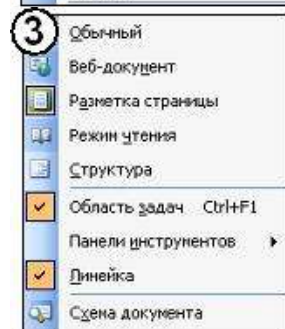 3
Обычный
Веб-документ
Разметка страницы
Режим чтения
Структура
Область задач Ctrl+F1
Панели инструментов
Линейка
Схема документа